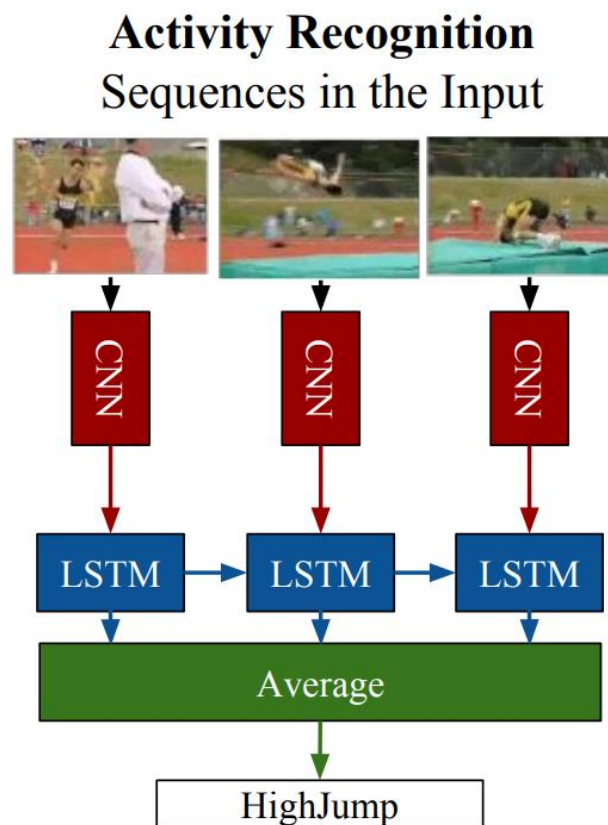 Activity Recognition
Sequences in the Input
CNN
CNN
CNN
LSTM
LSTM
LSTM
Average
HighJump